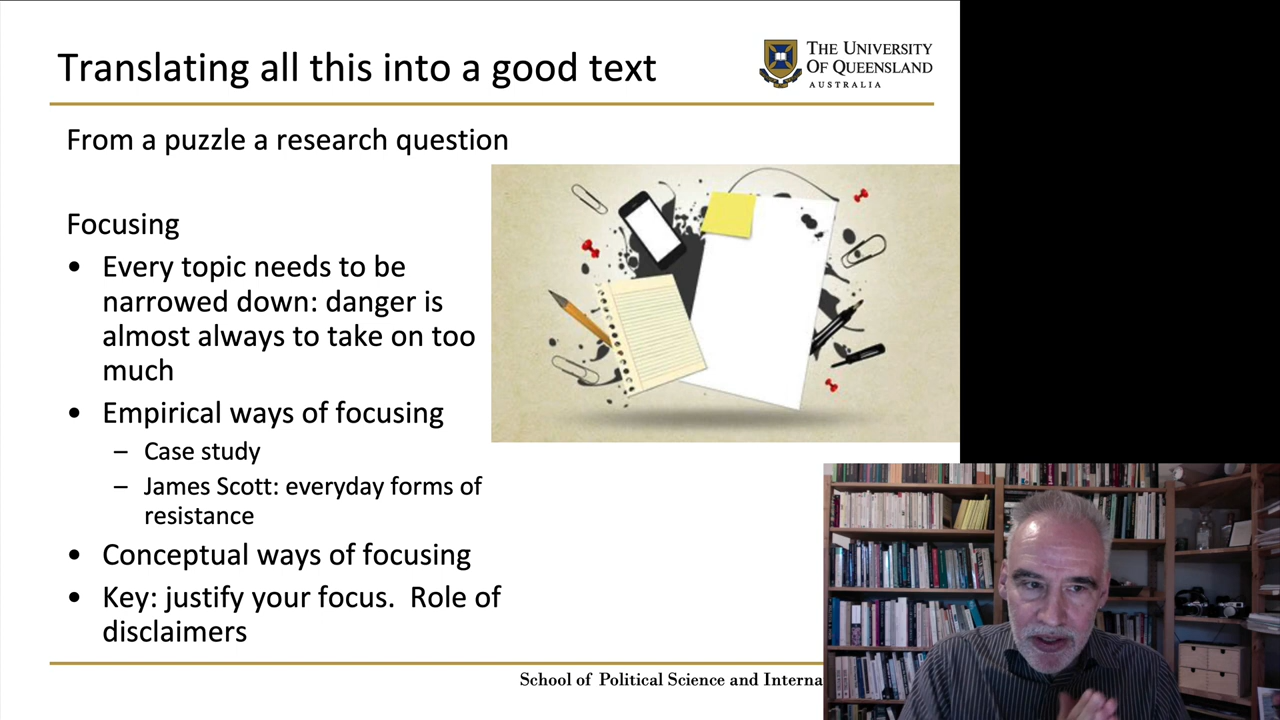 Translating all this into a good text
THE UNIVERSITY
OF QUEENSLAND
AUSTRALIA
From a puzzle a research question
Focusing
• Every topic needs to be
narrowed down: danger is
almost always to take on too
much
• Empirical ways of focusing
– Case study
– James Scott: everyday forms of
resistance
• Conceptual ways of focusing
• Key: justify your focus.  Role of
disclaimers
School of Political Science and Interna